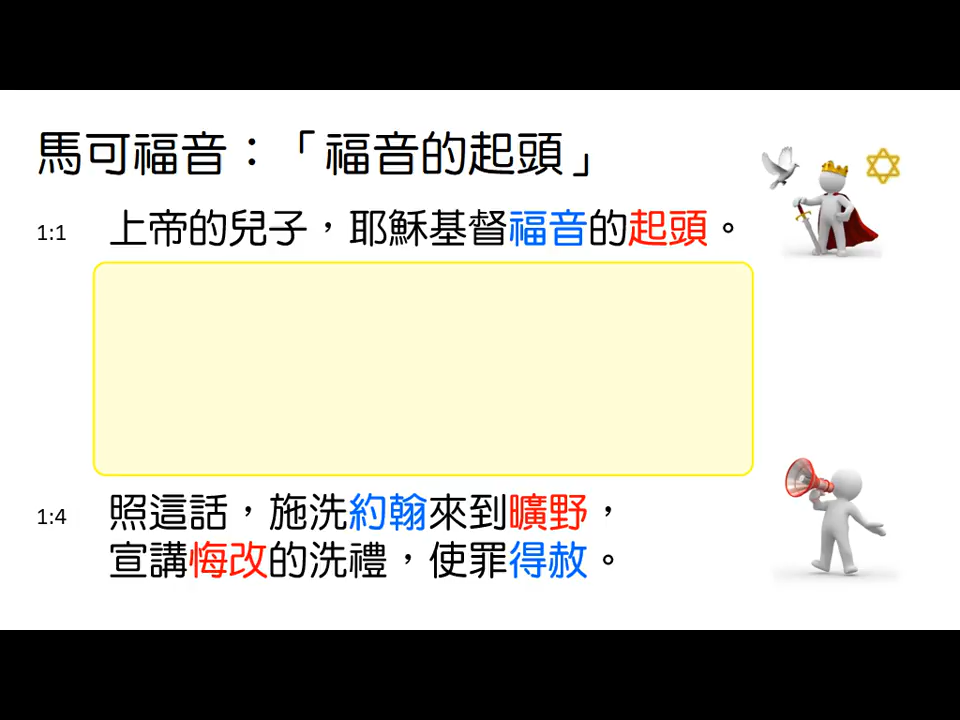 馬可福音：「福音的起頭」
1:1 上帝的兒子，耶穌基督福音的起頭。
1:4 照這話，施洗約翰來到曠野，
宣講悔改的洗禮，使罪得赦。